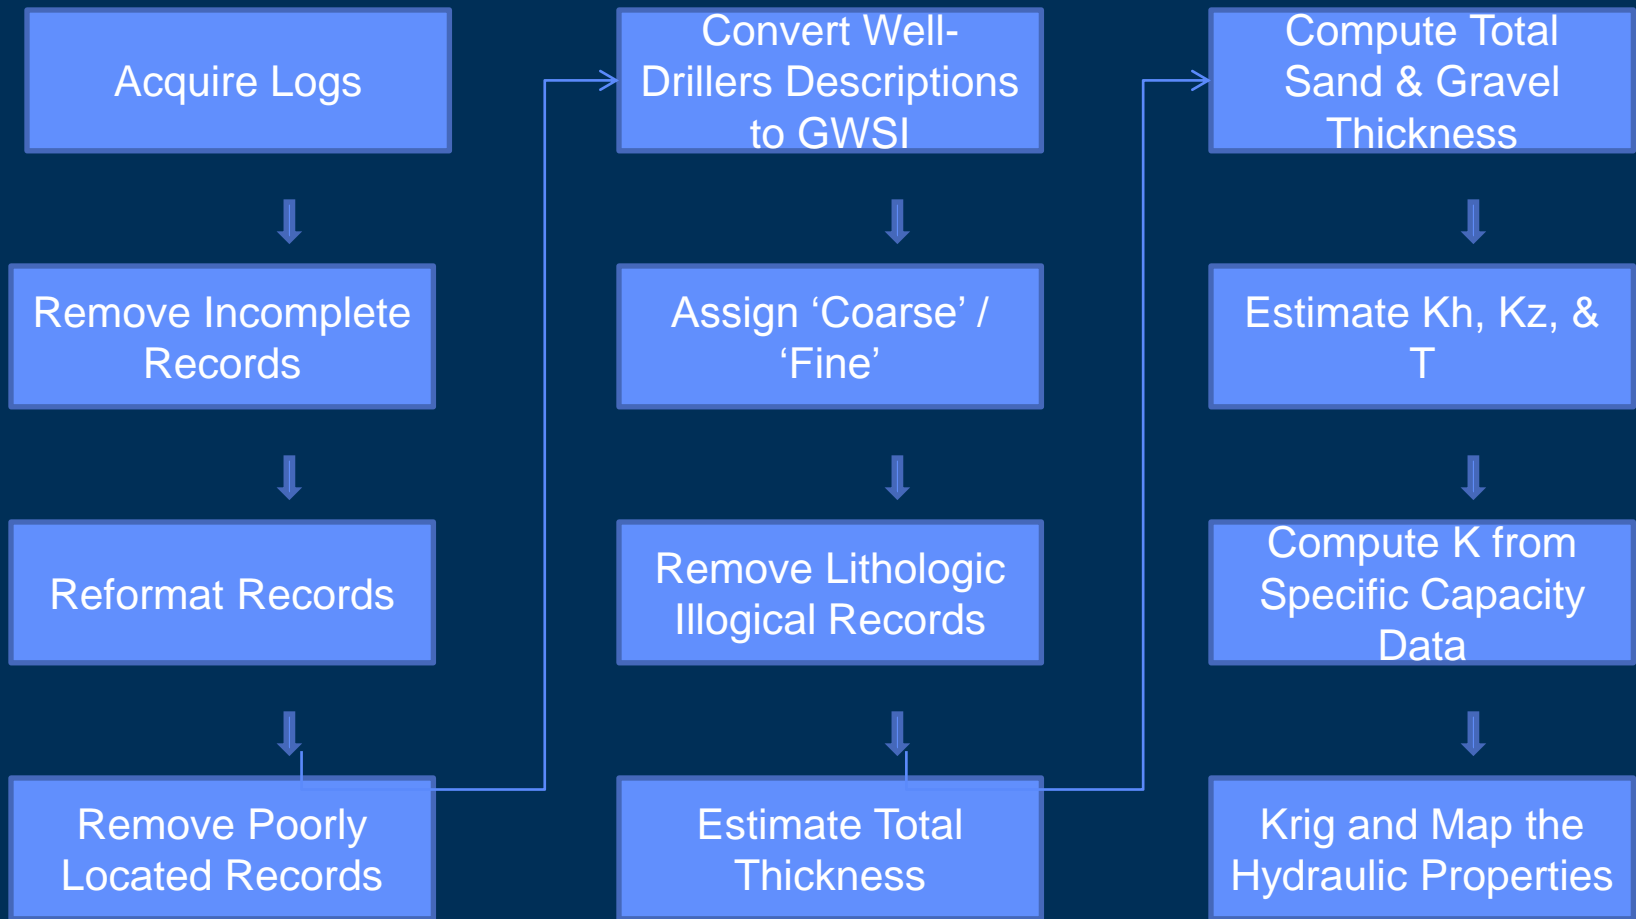 Acquire Logs
Remove Incomplete
Records
Reformat Records
Remove Poorly
Located Records
Convert Well-
Drillers Descriptions
to GWSI
Assign ‘Coarse’ /
‘Fine’
Remove Lithologic
Illogical Records
Estimate Total
Thickness
Compute Total
Sand & Gravel
Thickness
Estimate Kh, Kz, &
T
Compute K from
Specific Capacity
Data
Krig and Map the
Hydraulic Properties